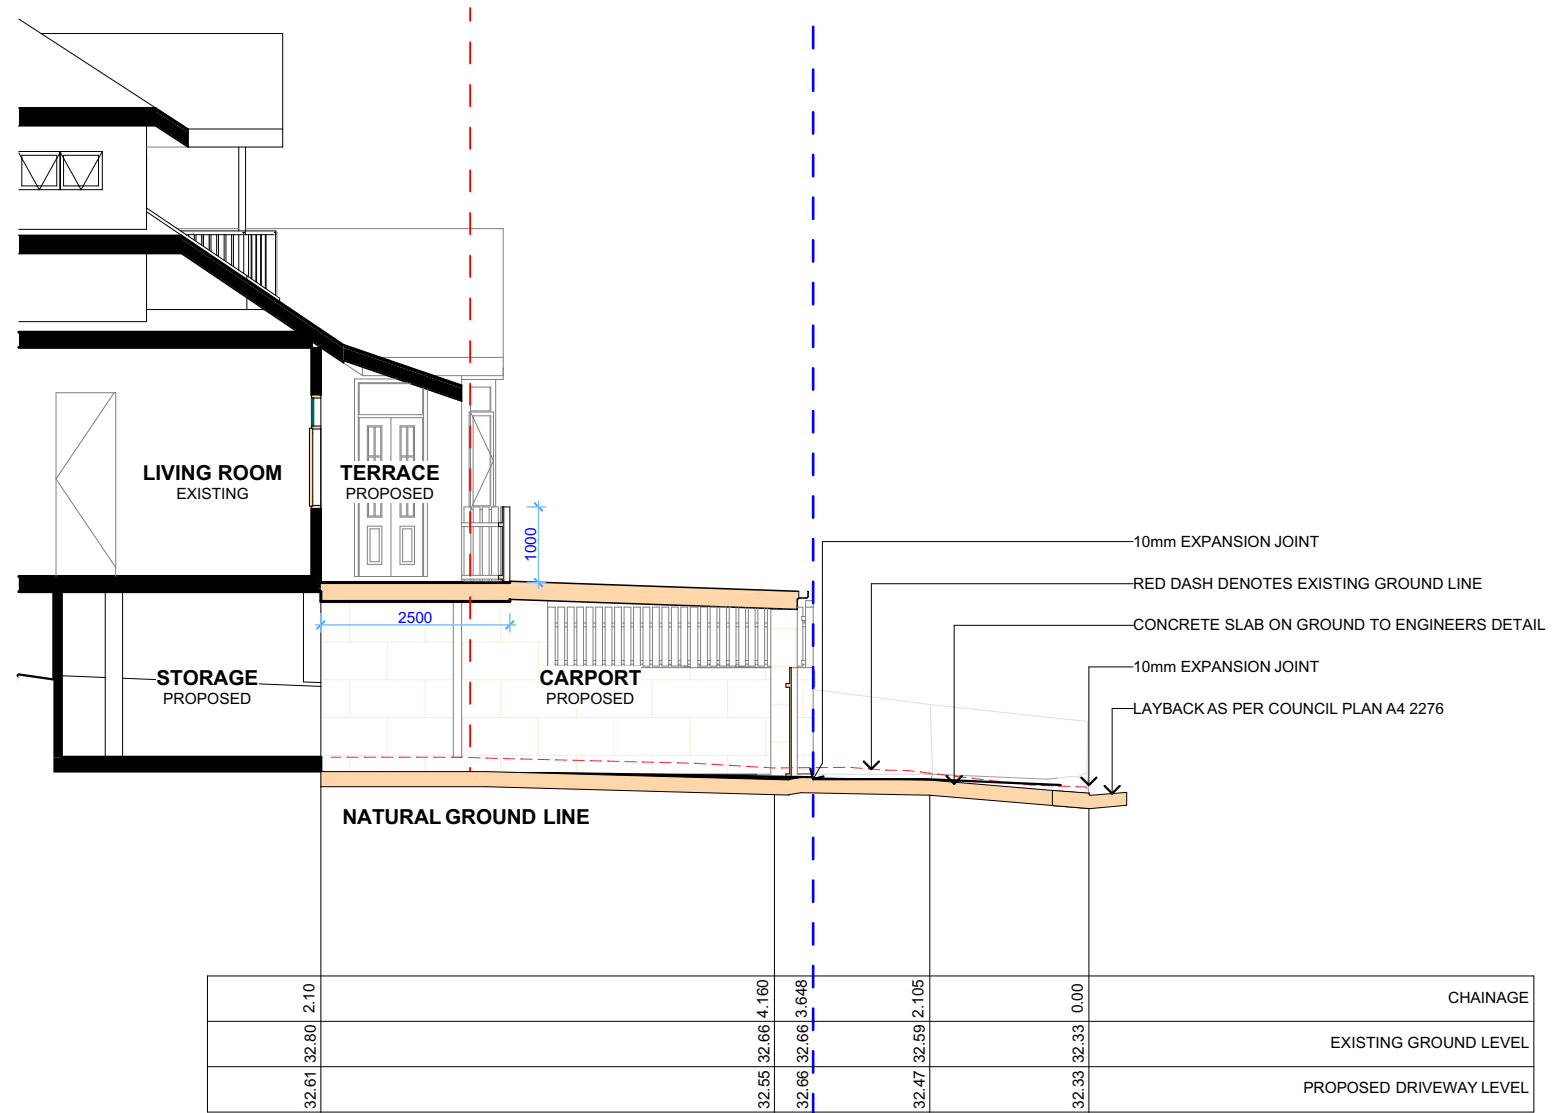 LIVING ROOM
EXISTING
TERRACE
PROPOSED
1000
2500
STORAGE
PROPOSED
CARPORT
PROPOSED
10mm EXPANSION JOINT
RED DASH DENOTES EXISTING GROUND LINE
CONCRETE SLAB ON GROUND TO ENGINEERS DETAIL
10mm EXPANSION JOINT
LAYBACK AS PER COUNCIL PLAN A4 2276
NATURAL GROUND LINE
2.10 4.160 3.648 2.105 0.00 CHAINAGE
32.80 32.66 32.66 32.59 32.33 EXISTING GROUND LEVEL
32.61 32.55 32.66 32.47 32.33 PROPOSED DRIVEWAY LEVEL